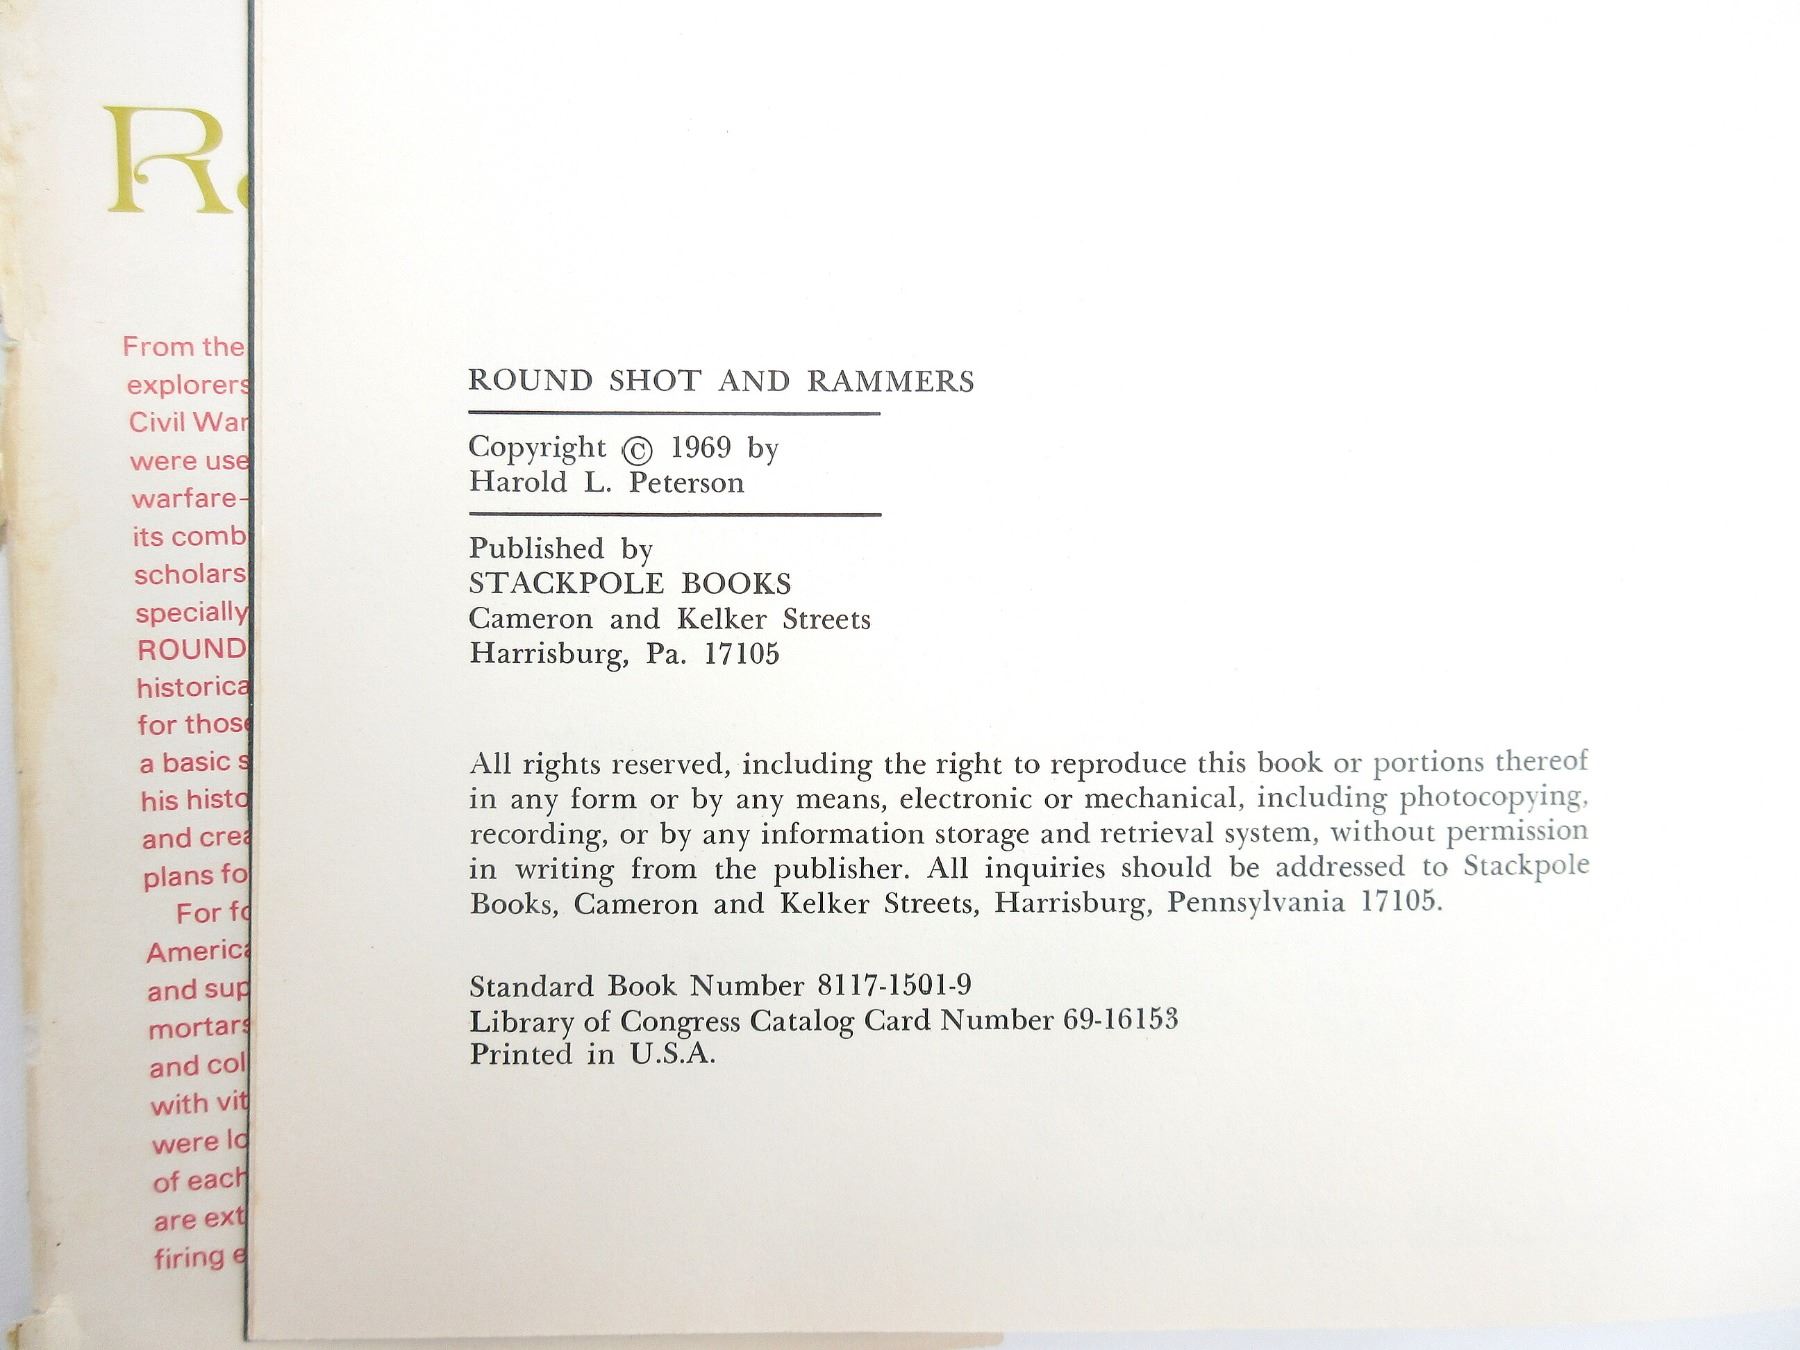 R
From the
explorers
Civil War
were use
warfare-
its comb
scholars
specially
ROUND
historica
for those
a basic s
his histo
and crea
plans fo
For fo
America
and sup
mortars
and col
with vit
were lo
of each
are ext
firing e
ROUND SHOT AND RAMMERS
Copyright © 1969 by
Harold L. Peterson
Published by
STACKPOLE BOOKS
Cameron and Kelker Streets
Harrisburg, Pa. 17105
All rights reserved, including the right to reproduce this book or portions thereof
in any form or by any means, electronic or mechanical, including photocopying,
recording, or by any information storage and retrieval system, without permission
in writing from the publisher. All inquiries should be addressed to Stackpole
Books, Cameron and Kelker Streets, Harrisburg, Pennsylvania 17105.
Standard Book Number 8117-1501-9
Library of Congress Catalog Card Number 69-16153
Printed in U.S.A.